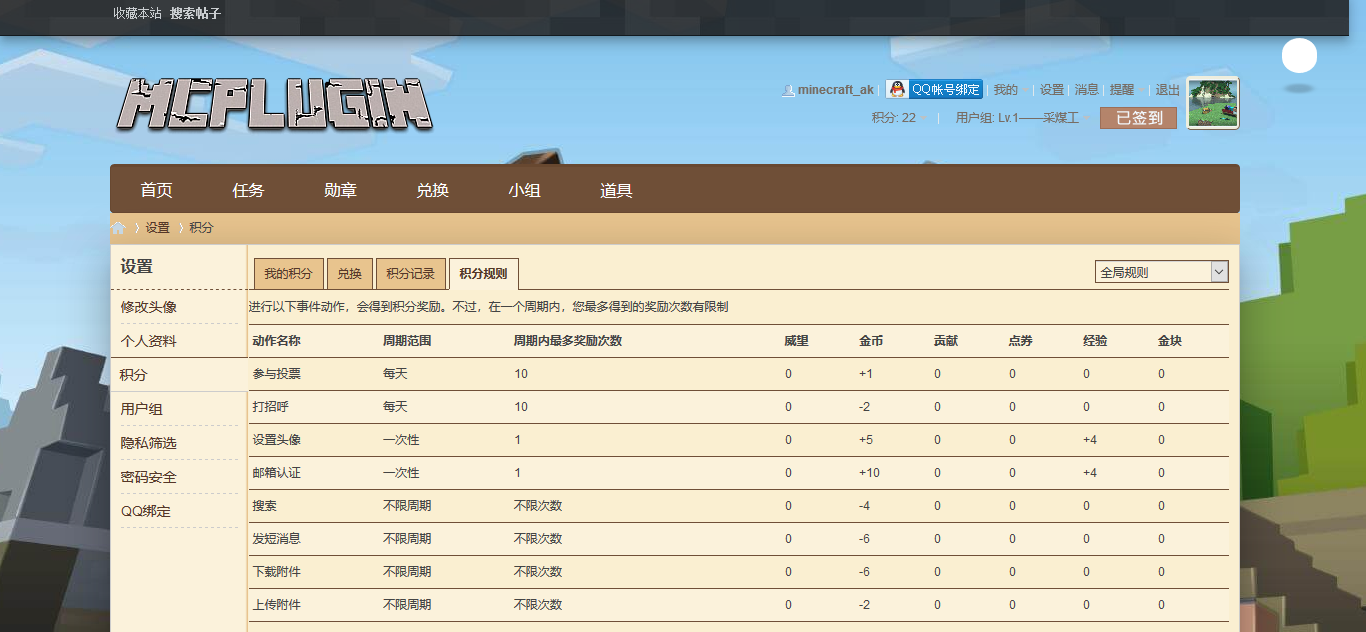 收藏本站 搜索帖子
MCPLUGIN
minecraft_ak QQ帐号绑定 我的 设置 消息 提醒 退出
积分: 22 用户组: Lv.1——采煤工 已签到
首页 任务 勋章 兑换 小组 道具
设置 积分
设置
修改头像
个人资料
积分
用户组
隐私筛选
密码安全
QQ绑定
我的积分 兑换 积分记录 积分规则 全局规则
进行以下事件动作，会得到积分奖励。不过，在一个周期内，您最多得到的奖励次数有限制
动作名称 周期范围 周期内最多奖励次数 威望 金币 贡献 点券 经验 金块
参与投票 每天 10 0 +1 0 0 0 0
打招呼 每天 10 0 -2 0 0 0 0
设置头像 一次性 1 0 +5 0 0 +4 0
邮箱认证 一次性 1 0 +10 0 0 +4 0
搜索 不限周期 不限次数 0 -4 0 0 0 0
发短消息 不限周期 不限次数 0 -6 0 0 0 0
下载附件 不限周期 不限次数 0 -6 0 0 0 0
上传附件 不限周期 不限次数 0 -2 0 0 0 0